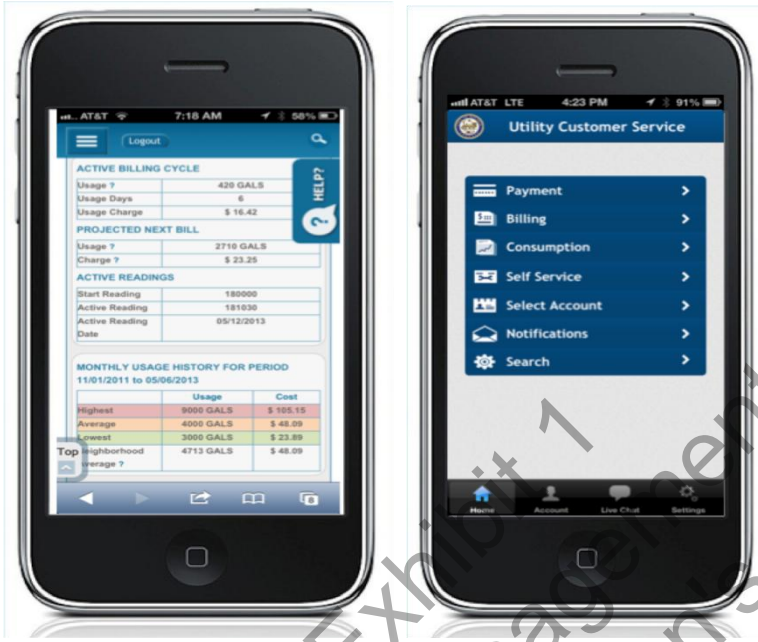 AT&T 7:18 AM 58%
Logout
ACTIVE BILLING CYCLE
Usage ? 420 GALS
Usage Days 6
Usage Charge $ 16.42
PROJECTED NEXT BILL
Usage ? 2710 GALS
Charge ? $ 23.25
ACTIVE READINGS
Start Reading 180000
Active Reading 181030
Active Reading 05/12/2013
Date
HELP?
?
MONTHLY USAGE HISTORY FOR PERIOD
11/01/2011 to 05/06/2013
Usage Cost
Highest 9000 GALS $ 105.15
Average 4000 GALS $ 48.09
Lowest 3000 GALS $ 23.89
Neighborhood 4713 GALS $ 48.09
Average ?
Top
8
AT&T LTE 4:23 PM 91%
Utility Customer Service
Payment
Billing
Consumption
Self Service
Select Account
Notifications
Search
Home Account Live Chat Settings
Exhibit 1